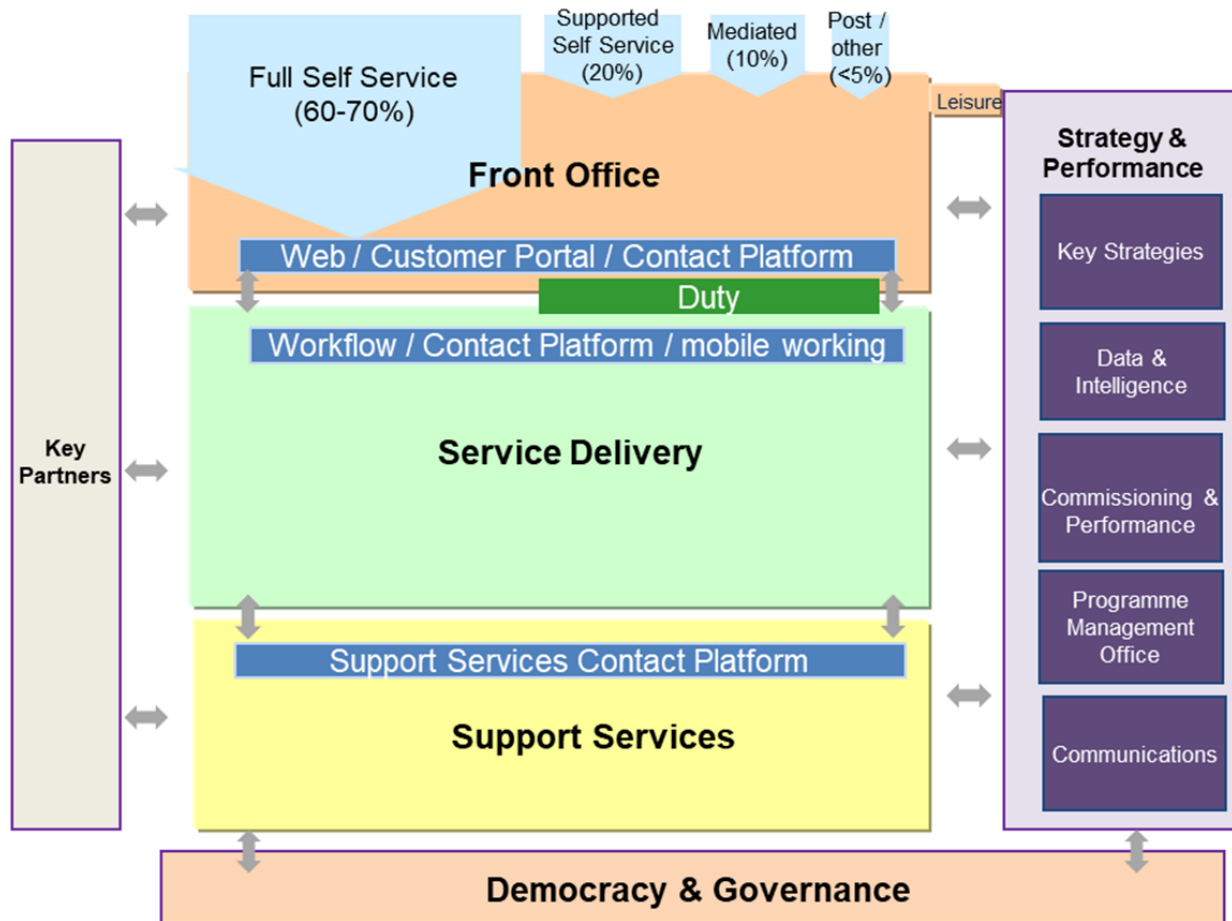 Full Self Service
(60-70%)
Supported
Self Service
(20%)
Mediated
(10%)
Post /
other
(<5%)
Leisure
Front Office
Web / Customer Portal / Contact Platform
Duty
Workflow / Contact Platform / mobile working
Service Delivery
Support Services Contact Platform
Support Services
Key
Partners
Strategy &
Performance
Key Strategies
Data &
Intelligence
Commissioning &
Performance
Programme
Management
Office
Communications
Democracy & Governance